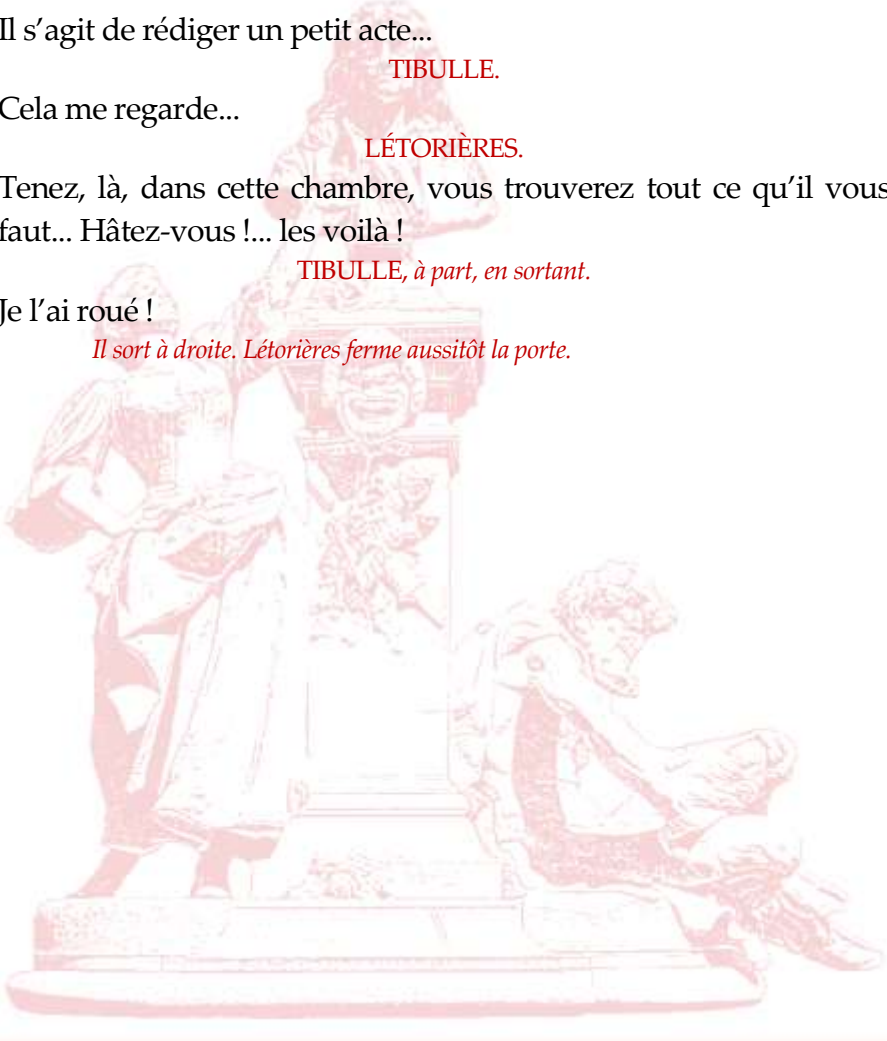 Il s’agit de rédiger un petit acte...
TIBULLE.
Cela me regarde...
LÉTORIÈRES.
Tenez, là, dans cette chambre, vous trouverez tout ce qu’il vous
faut... Hâtez-vous !... les voilà !
TIBULLE, à part, en sortant.
Je l’ai roué !
Il sort à droite. Létorières ferme aussitôt la porte.